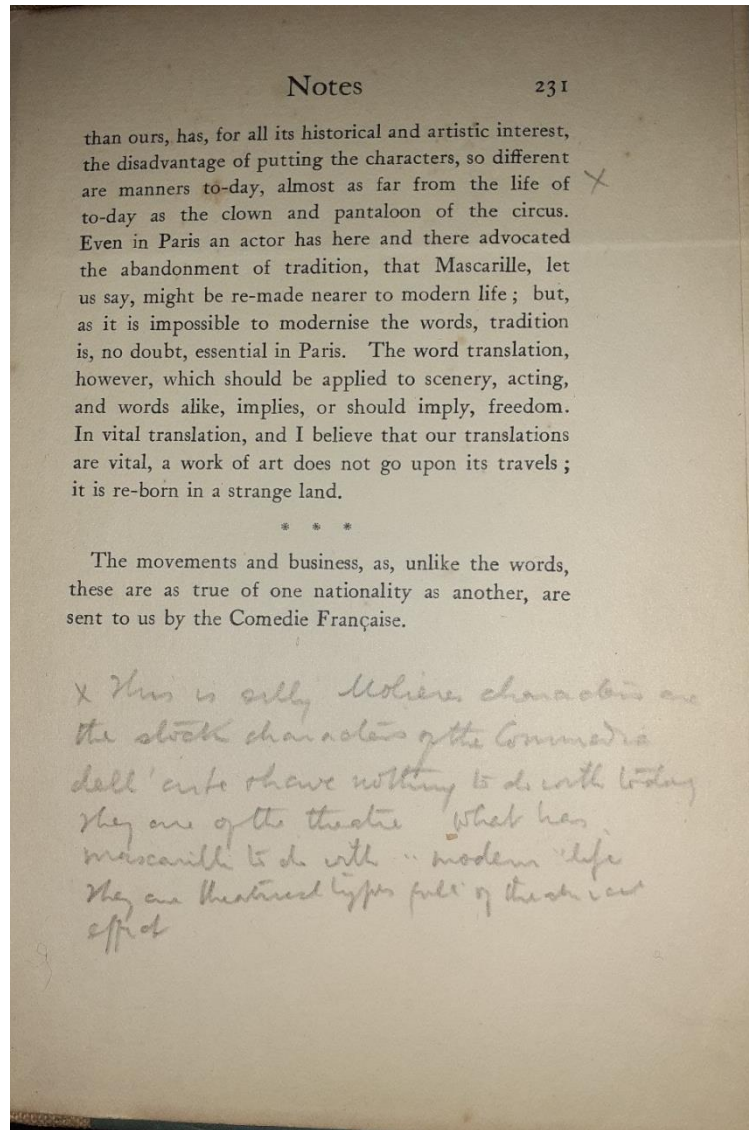 Notes 231
than ours, has, for all its historical and artistic interest,
the disadvantage of putting the characters, so different
are manners to-day, almost as far from the life of X
to-day as the clown and pantaloon of the circus.
Even in Paris an actor has here and there advocated
the abandonment of tradition, that Mascarille, let
us say, might be re-made nearer to modern life ; but,
as it is impossible to modernise the words, tradition
is, no doubt, essential in Paris. The word translation,
however, which should be applied to scenery, acting,
and words alike, implies, or should imply, freedom.
In vital translation, and I believe that our translations
are vital, a work of art does not go upon its travels ;
it is re-born in a strange land.
* * *
The movements and business, as, unlike the words,
these are as true of one nationality as another, are
sent to us by the Comedie Française.
X This is silly Molieres characters are
the stock characters of the Commedia
dell'arte & have nothing to do with today
They are of the theatre What has
mascarille to do with "modern" life
They are theatrical types full of theatrical
effect